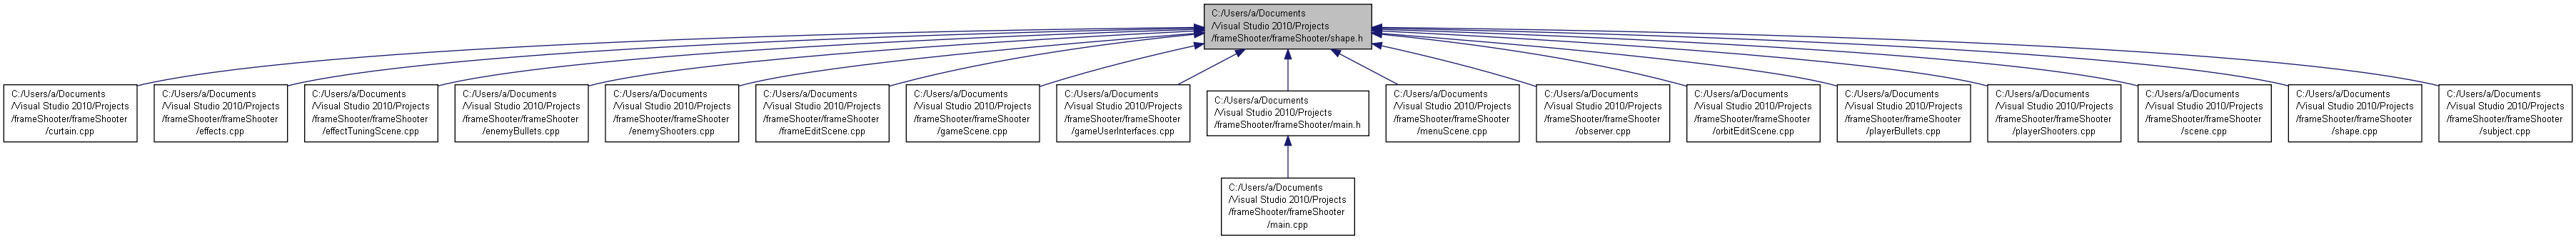 C:/Users/a/Documents
/Visual Studio 2010/Projects
/frameShooter/frameShooter/shape.h
C:/Users/a/Documents
/Visual Studio 2010/Projects
/frameShooter/frameShooter
/curtain.cpp
C:/Users/a/Documents
/Visual Studio 2010/Projects
/frameShooter/frameShooter
/effects.cpp
C:/Users/a/Documents
/Visual Studio 2010/Projects
/frameShooter/frameShooter
/effectTuningScene.cpp
C:/Users/a/Documents
/Visual Studio 2010/Projects
/frameShooter/frameShooter
/enemyBullets.cpp
C:/Users/a/Documents
/Visual Studio 2010/Projects
/frameShooter/frameShooter
/enemyShooters.cpp
C:/Users/a/Documents
/Visual Studio 2010/Projects
/frameShooter/frameShooter
/frameEditScene.cpp
C:/Users/a/Documents
/Visual Studio 2010/Projects
/frameShooter/frameShooter
/gameScene.cpp
C:/Users/a/Documents
/Visual Studio 2010/Projects
/frameShooter/frameShooter
/gameUserInterfaces.cpp
C:/Users/a/Documents
/Visual Studio 2010/Projects
/frameShooter/frameShooter/main.h
C:/Users/a/Documents
/Visual Studio 2010/Projects
/frameShooter/frameShooter
/menuScene.cpp
C:/Users/a/Documents
/Visual Studio 2010/Projects
/frameShooter/frameShooter
/observer.cpp
C:/Users/a/Documents
/Visual Studio 2010/Projects
/frameShooter/frameShooter
/orbitEditScene.cpp
C:/Users/a/Documents
/Visual Studio 2010/Projects
/frameShooter/frameShooter
/playerBullets.cpp
C:/Users/a/Documents
/Visual Studio 2010/Projects
/frameShooter/frameShooter
/playerShooters.cpp
C:/Users/a/Documents
/Visual Studio 2010/Projects
/frameShooter/frameShooter
/scene.cpp
C:/Users/a/Documents
/Visual Studio 2010/Projects
/frameShooter/frameShooter
/shape.cpp
C:/Users/a/Documents
/Visual Studio 2010/Projects
/frameShooter/frameShooter
/subject.cpp
C:/Users/a/Documents
/Visual Studio 2010/Projects
/frameShooter/frameShooter
/main.cpp